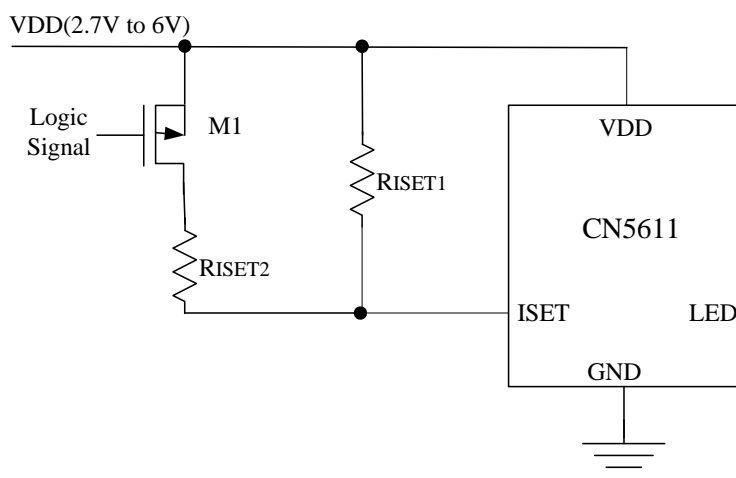 VDD(2.7V to 6V)
Logic
Signal
M1
RISET1
RISET2
VDD
CN5611
ISET
LED
GND